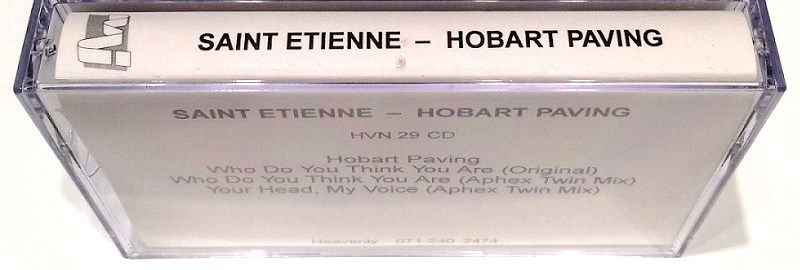 SAINT ETIENNE – HOBART PAVING
SAINT ETIENNE – HOBART PAVING
HVN 29 CD
Hobart Paving
Who Do You Think You Are (Original)
Who Do You Think You Are (Aphex Twin Mix)
Your Head, My Voice (Aphex Twin Mix)
Heavenly 071 240 2474